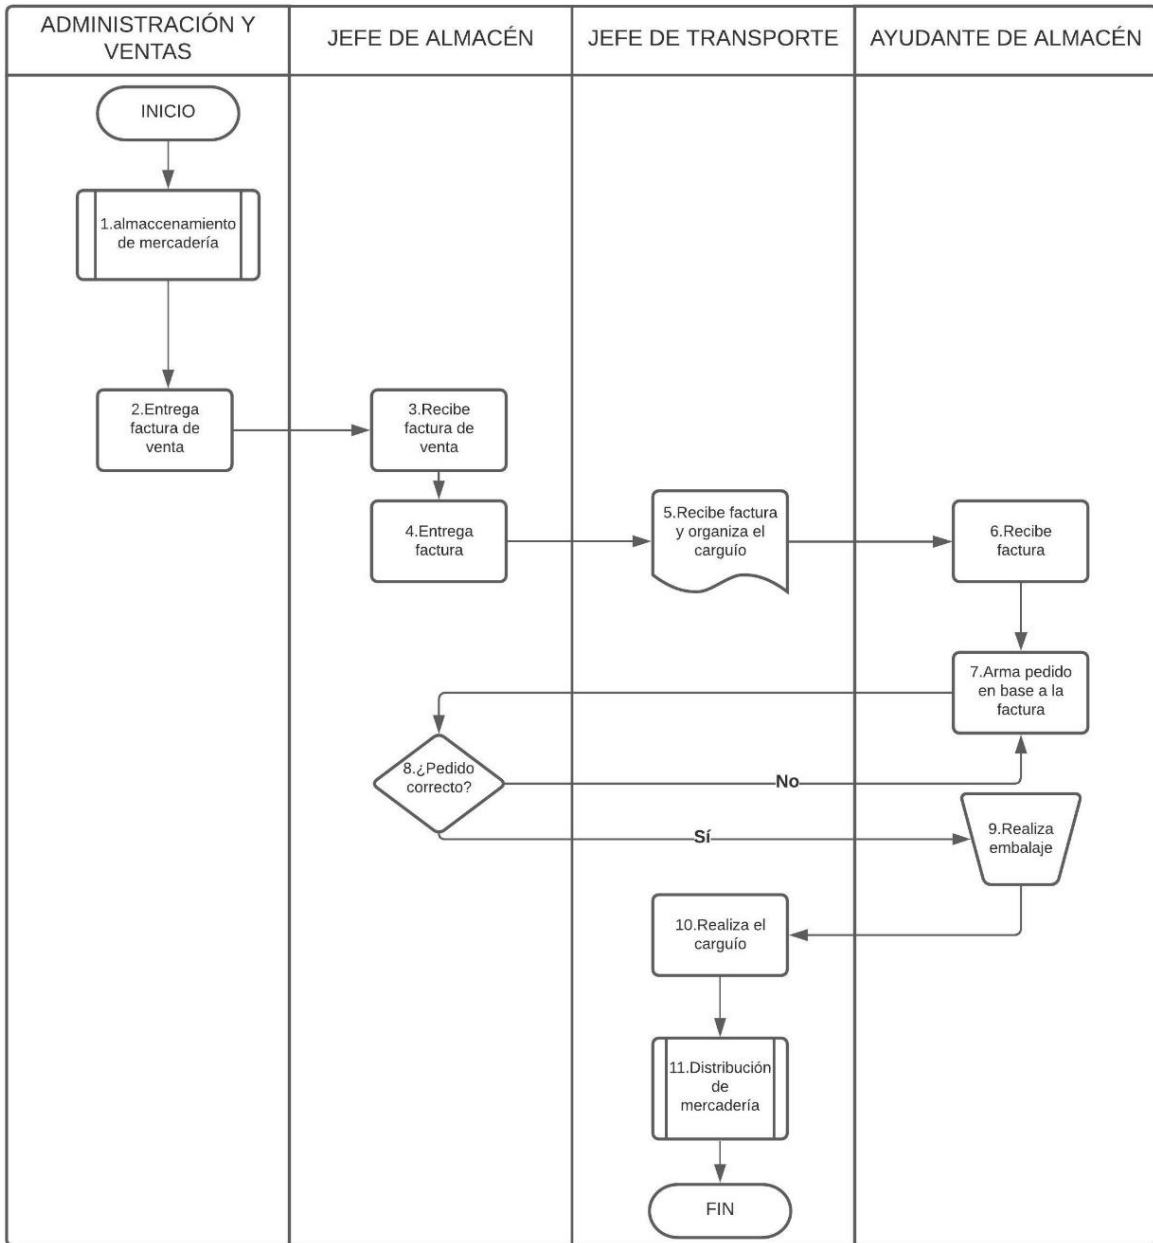 ADMINISTRACIÓN Y
VENTAS
JEFE DE ALMACÉN
JEFE DE TRANSPORTE
AYUDANTE DE ALMACÉN
INICIO
1.almaccenamiento
de mercadería
2.Entrega
factura de
venta
3.Recibe
factura de
venta
4.Entrega
factura
5.Recibe factura
y organiza el
carguío
6.Recibe
factura
7.Arma pedido
en base a la
factura
8.¿Pedido
correcto?
No
Sí
9.Realiza
embalaje
10.Realiza el
carguío
11.Distribución
de
mercadería
FIN